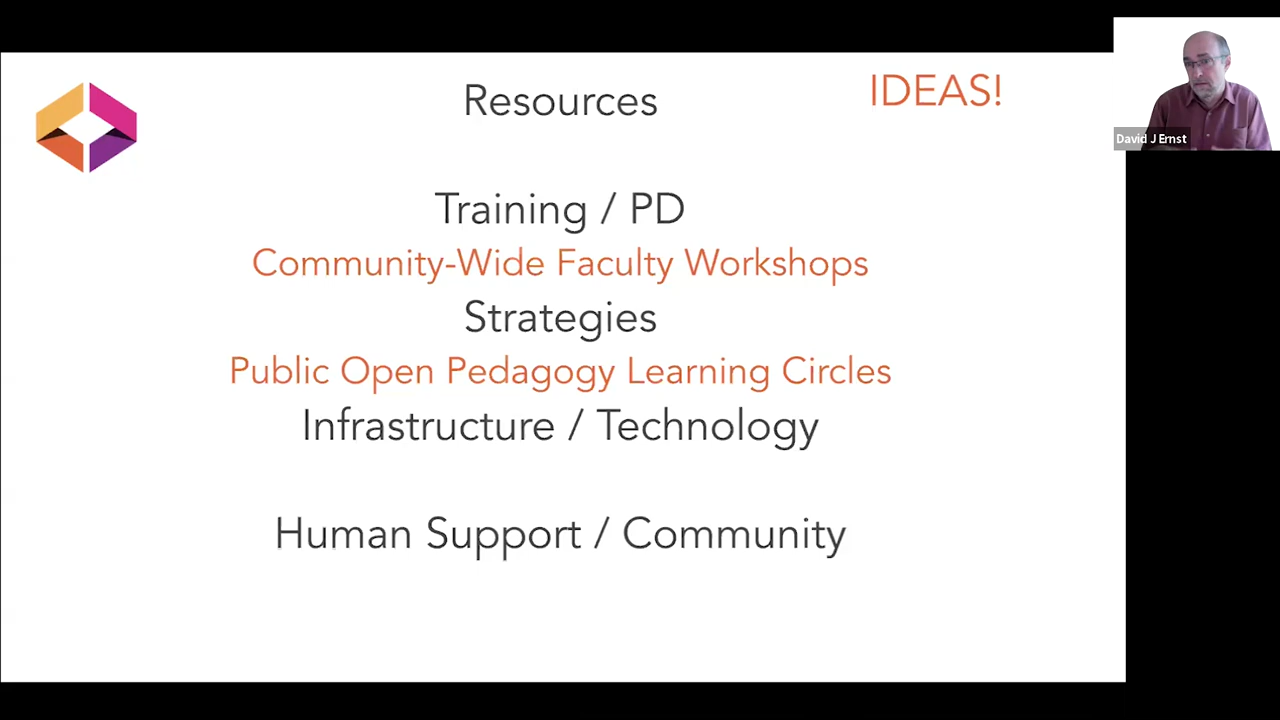 Resources
IDEAS!
David J Ernst
Training / PD
Community-Wide Faculty Workshops
Strategies
Public Open Pedagogy Learning Circles
Infrastructure / Technology
Human Support / Community